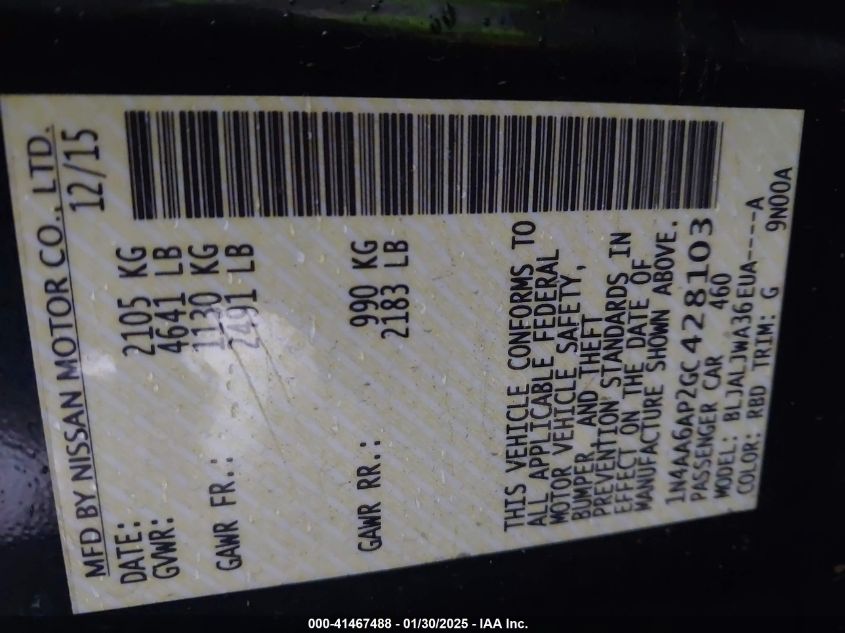 MFD BY NISSAN MOTOR CO., LTD.
DATE: 12/15
GVWR: 2105 KG
4641 LB
GAWR FR.: 1130 KG
2491 LB
GAWR RR.: 990 KG
2183 LB
THIS VEHICLE CONFORMS TO
ALL APPLICABLE FEDERAL
MOTOR VEHICLE SAFETY,
BUMPER, AND THEFT
PREVENTION STANDARDS IN
EFFECT ON THE DATE OF
MANUFACTURE SHOWN ABOVE.
1N4AA6AP2GC428103
PASSENGER CAR 460
MODEL: BLJALJWA36EUA----A
COLOR: RBD TRIM: G 9N00A
000-41467488 - 01/30/2025 - IAA Inc.